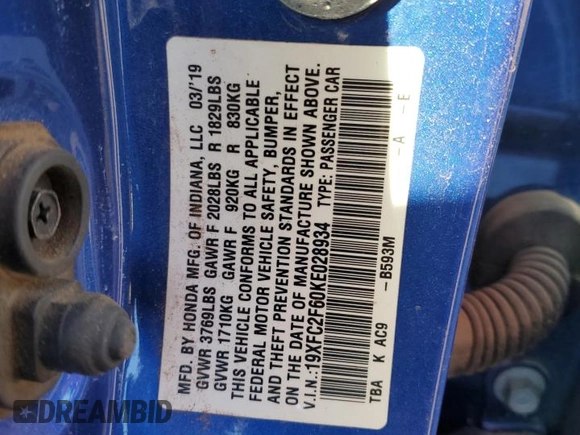 MFD. BY HONDA MFG. OF INDIANA, LLC 03/'19
GVWR 3769LBS GAWR F 2028LBS R 1829LBS
GVWR 1710KG GAWR F 920KG R 830KG
THIS VEHICLE CONFORMS TO ALL APPLICABLE
FEDERAL MOTOR VEHICLE SAFETY, BUMPER,
AND THEFT PREVENTION STANDARDS IN EFFECT
ON THE DATE OF MANUFACTURE SHOWN ABOVE.
V.I.N.:19XFC2F60KE028934 TYPE: PASSENGER CAR
-B593M -A -E
TBA K AC9
DREAMBID